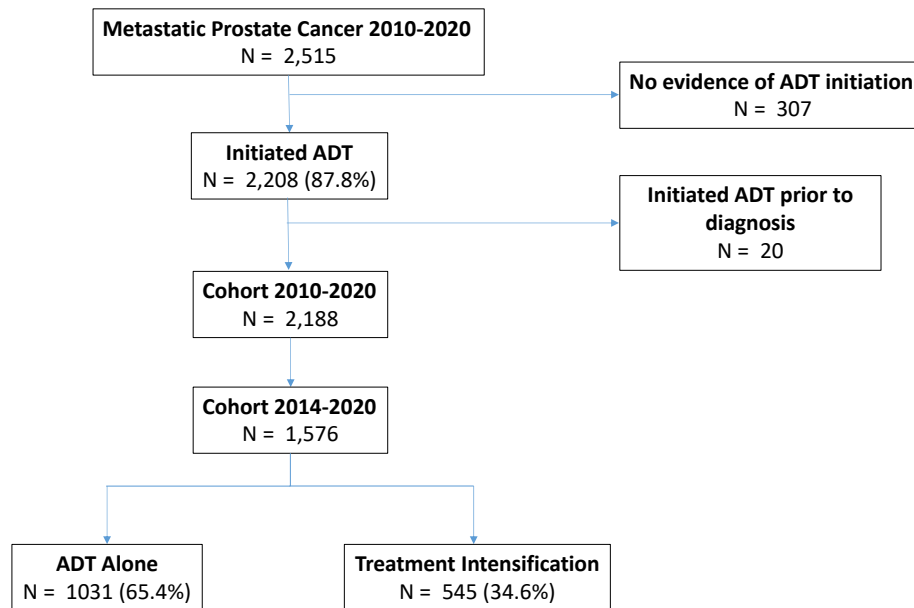 Metastatic Prostate Cancer 2010-2020
N = 2,515
No evidence of ADT initiation
N = 307
Initiated ADT
N = 2,208 (87.8%)
Initiated ADT prior to
diagnosis
N = 20
Cohort 2010-2020
N = 2,188
Cohort 2014-2020
N = 1,576
ADT Alone
N = 1031 (65.4%)
Treatment Intensification
N = 545 (34.6%)